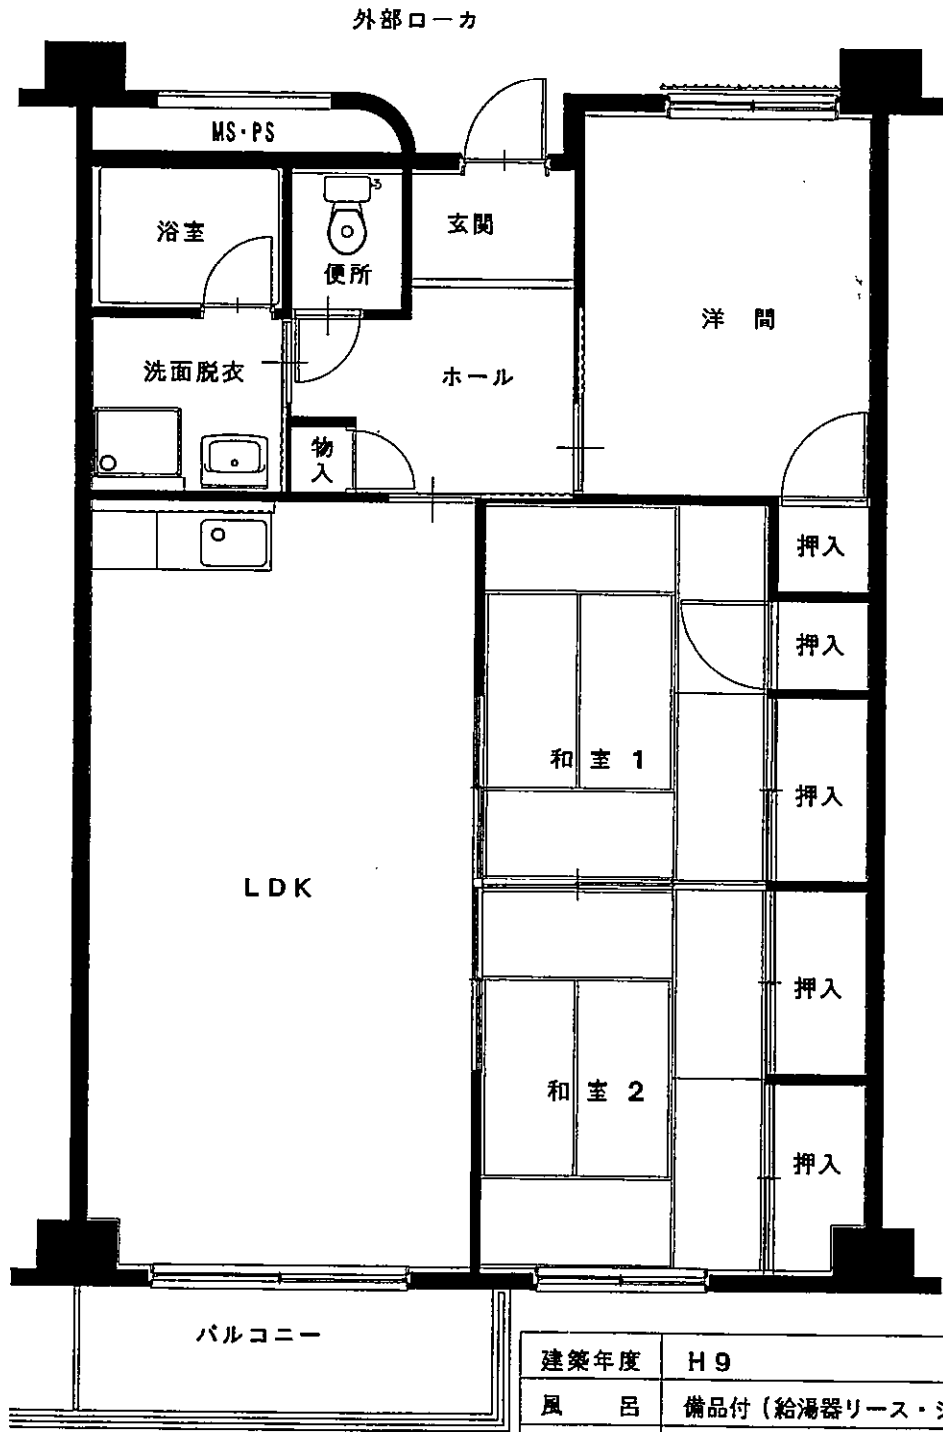 外部ローカ
MS・PS
浴室
便所
玄関
洋間
洗面脱衣
ホール
物入
押入
押入
和室1
押入
LDK
押入
和室2
押入
バルコニー
建築年度 H9
風呂 備品付(給湯器リース・シ